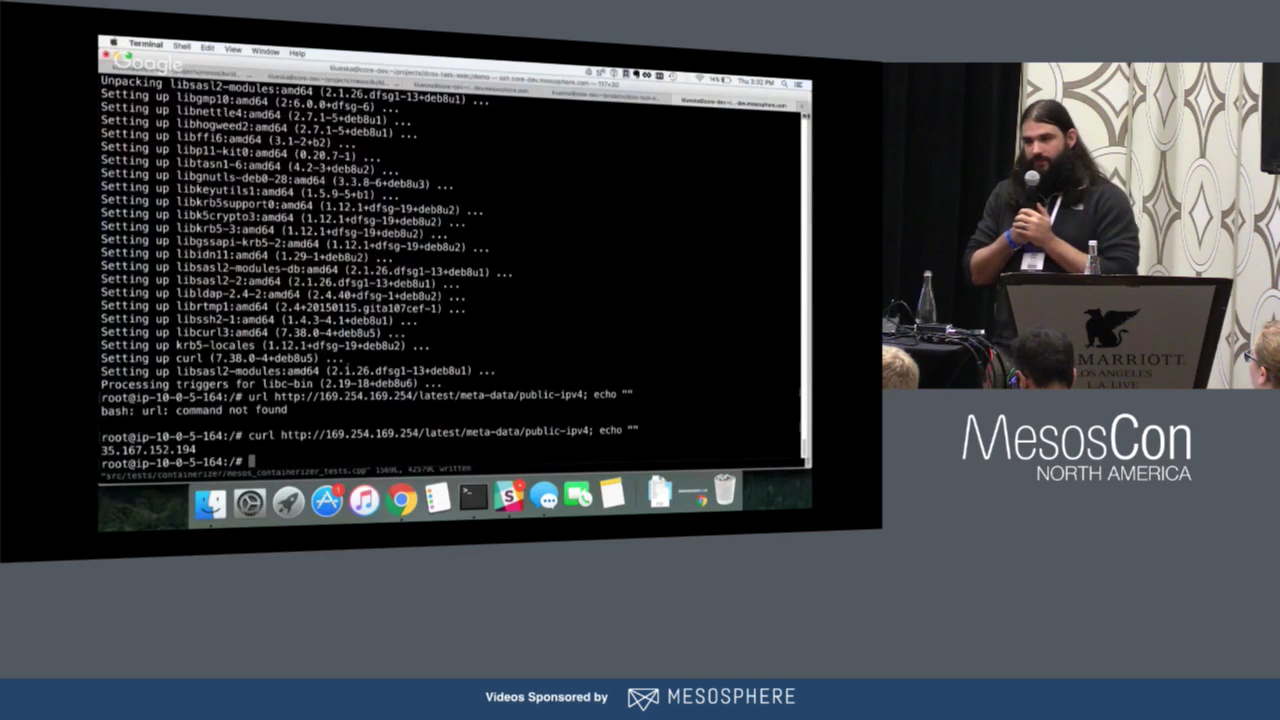 Terminal Shell Edit View Window Help
Thu 3:32 PM
Google
Unpacking libsasl2-modules:amd64 (2.1.26.dfsg1-13+deb8u1) ...
Setting up libgmp10:amd64 (2:6.0.0+dfsg-6) ...
Setting up libnettle4:amd64 (2.7.1-5+deb8u1) ...
Setting up libhogweed2:amd64 (2.7.1-5+deb8u1) ...
Setting up libffi6:amd64 (3.1-2+b2) ...
Setting up libp11-kit0:amd64 (0.20.7-1) ...
Setting up libtasn1-6:amd64 (4.2-3+deb8u2) ...
Setting up libgnutls-deb0-28:amd64 (3.3.8-6+deb8u3) ...
Setting up libkeyutils1:amd64 (1.5.9-5+b1) ...
Setting up libkrb5support0:amd64 (1.12.1+dfsg-19+deb8u2) ...
Setting up libk5crypto3:amd64 (1.12.1+dfsg-19+deb8u2) ...
Setting up libkrb5-3:amd64 (1.12.1+dfsg-19+deb8u2) ...
Setting up libgssapi-krb5-2:amd64 (1.12.1+dfsg-19+deb8u2) ...
Setting up libidn11:amd64 (1.29-1+deb8u2) ...
Setting up libsasl2-modules-db:amd64 (2.1.26.dfsg1-13+deb8u1) ...
Setting up libsasl2-2:amd64 (2.1.26.dfsg1-13+deb8u1) ...
Setting up libldap-2.4-2:amd64 (2.4.40+dfsg-1+deb8u2) ...
Setting up librtmp1:amd64 (2.4+20150115.gita107cef-1) ...
Setting up libssh2-1:amd64 (1.4.3-4.1+deb8u1) ...
Setting up libcurl3:amd64 (7.38.0-4+deb8u5) ...
Setting up krb5-locales (1.12.1+dfsg-19+deb8u2) ...
Setting up curl (7.38.0-4+deb8u5) ...
Setting up libsasl2-modules:amd64 (2.1.26.dfsg1-13+deb8u1) ...
Processing triggers for libc-bin (2.19-18+deb8u6) ...
root@ip-10-0-5-164:/# url http://169.254.169.254/latest/meta-data/public-ipv4; echo ""
bash: url: command not found
root@ip-10-0-5-164:/# curl http://169.254.169.254/latest/meta-data/public-ipv4; echo ""
35.167.152.194
root@ip-10-0-5-164:/#
"src/tests/containerizer/mesos_containerizer_tests.cpp" 1569L, 42579C written
MARRIOTT
LOS ANGELES
L.A. LIVE
MesosCon
NORTH AMERICA
Videos Sponsored by MESOSPHERE